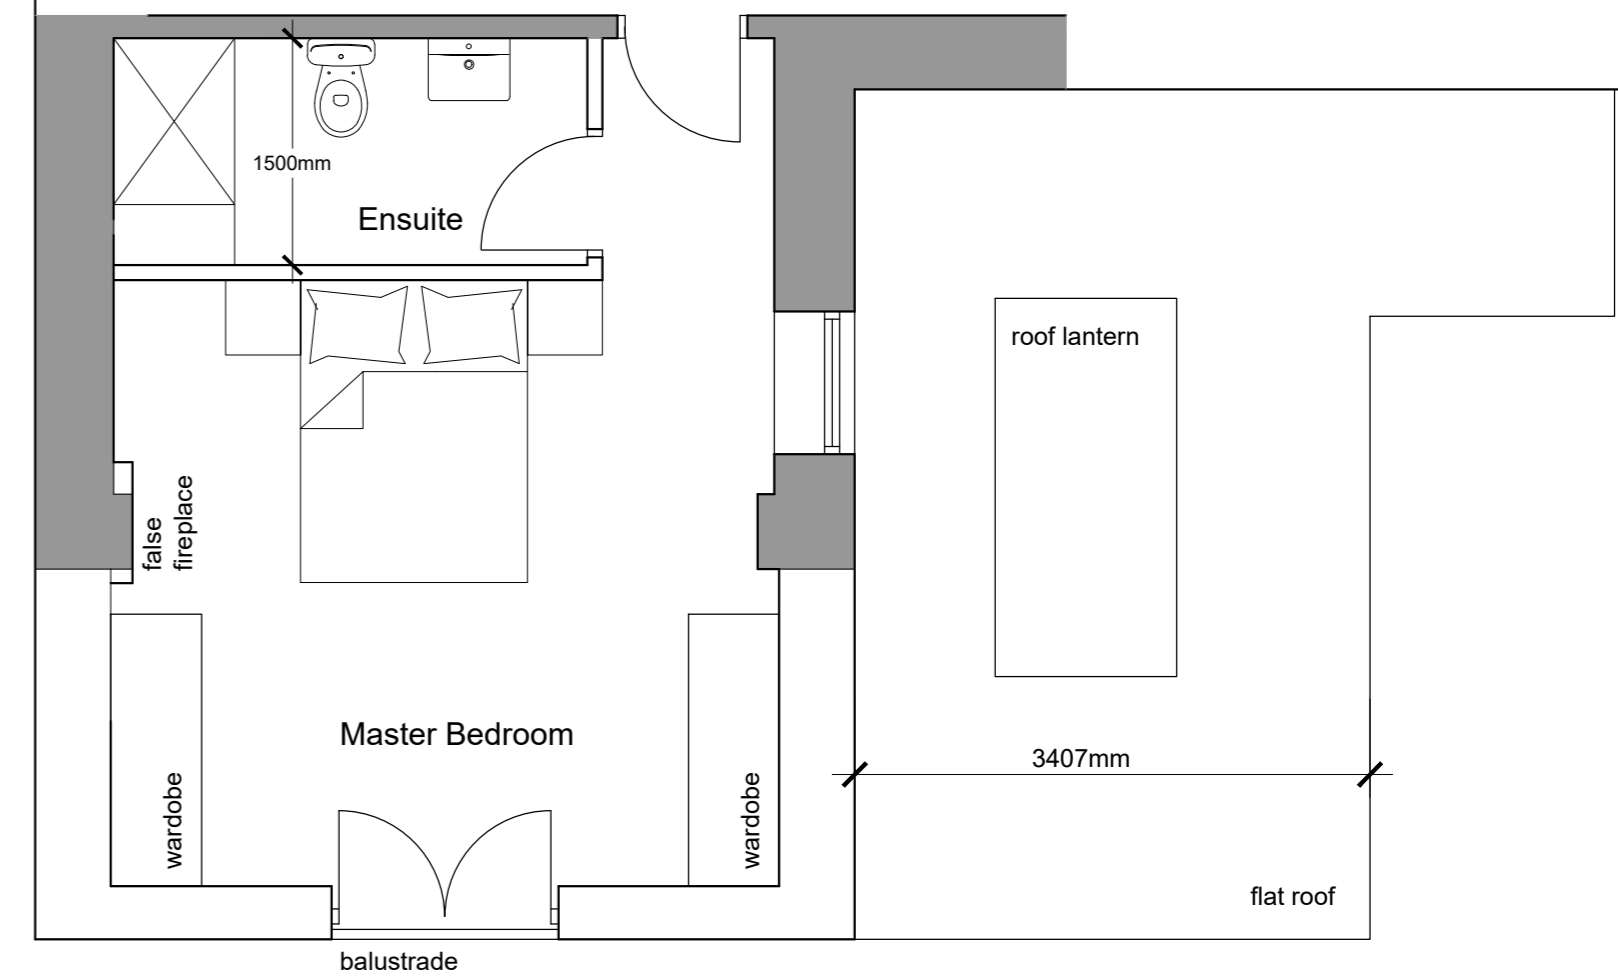 1500mm
Ensuite
roof lantern
false
fireplace
Master Bedroom
3407mm
wardobe
wardobe
flat roof
balustrade